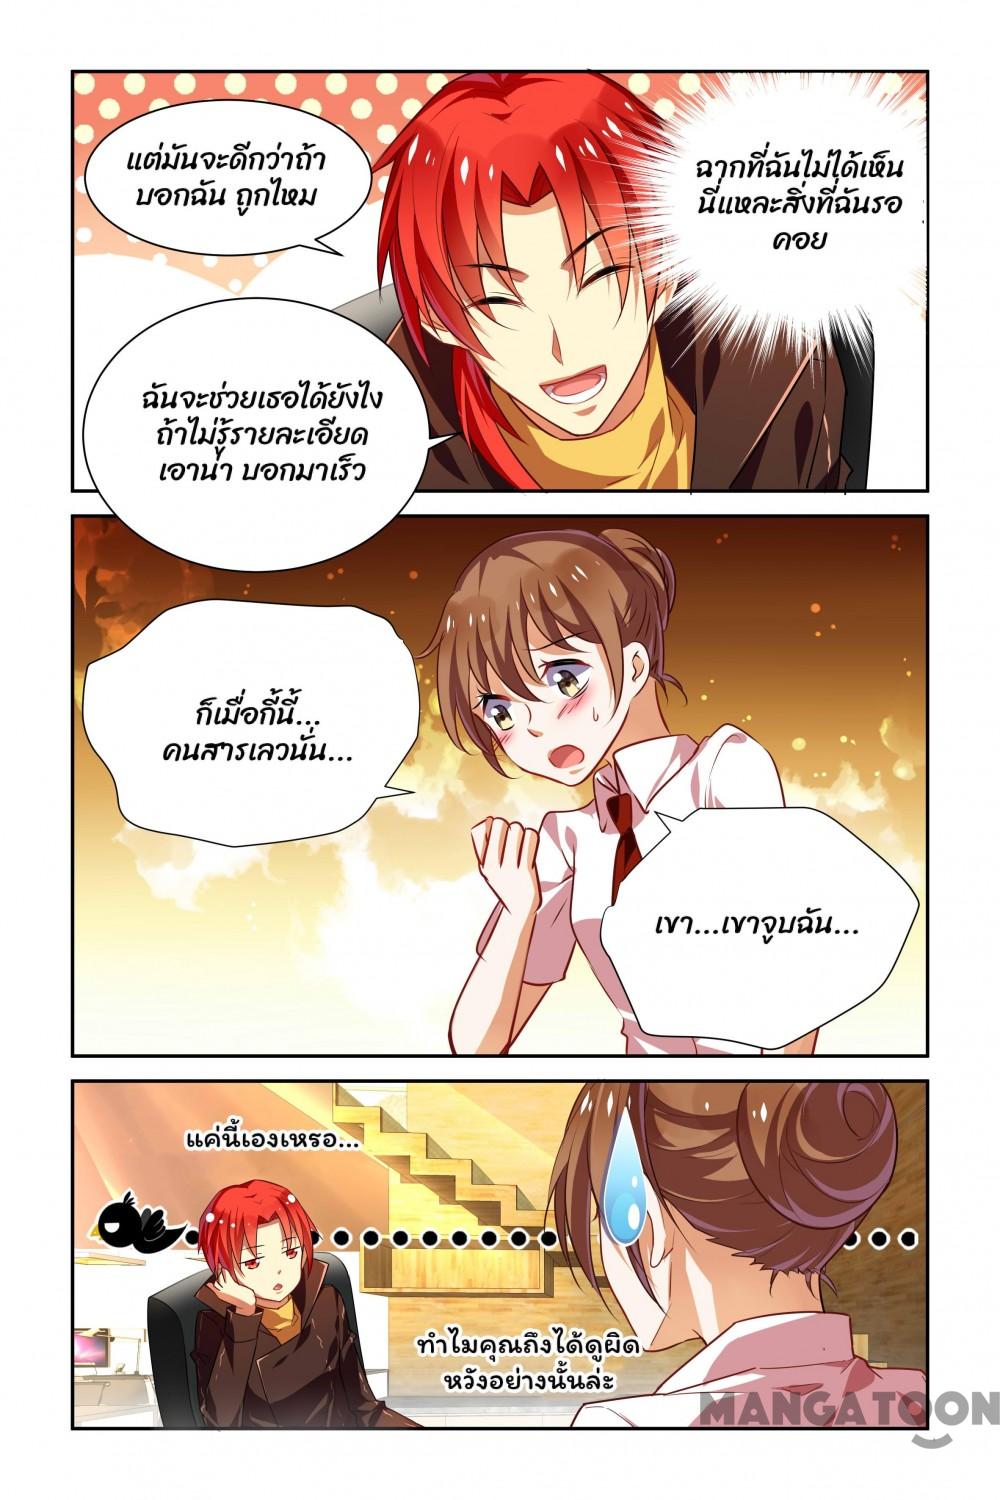 แต่มันจะดีกว่าถ้า
บอกฉัน ถูกไหม
ฉากที่ฉันไม่ได้เห็น
นี่แหละสิ่งที่ฉันรอ
คอย
ฉันจะช่วยเธอได้ยังไง
ถ้าไม่รู้รายละเอียด
เอาน่า บอกมาเร็ว
ก็เมื่อกี้นี้...
คนสารเลวนั่น...
เขา...เขาจูบฉัน...
แค่นี้เองเหรอ...
ทำไมคุณถึงได้ดูผิด
หวังอย่างนั้นล่ะ
MANGATOON